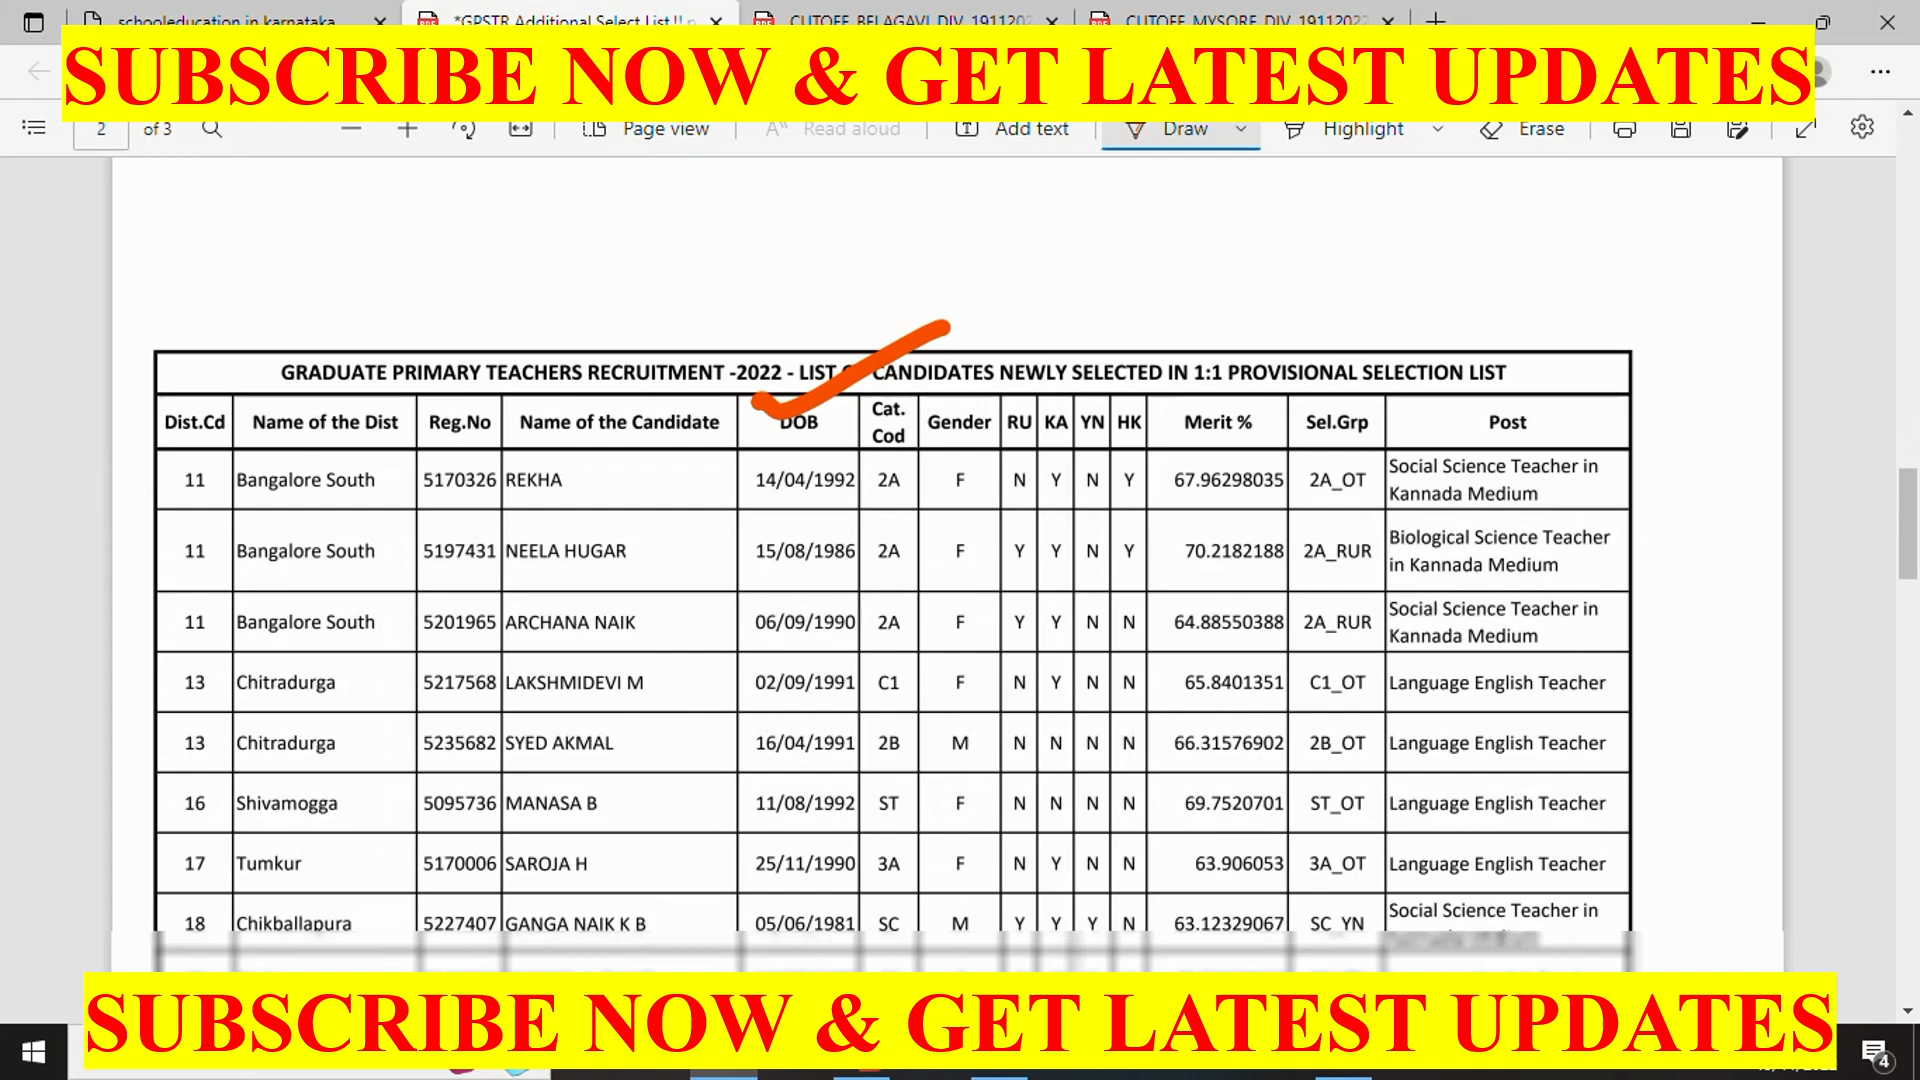 schooleducation in karnataka
*GPSTR Additional Select List !! p
CUTOFF_BELAGAVI_DIV_1911202
CUTOFF_MYSORE_DIV_19112022
SUBSCRIBE NOW & GET LATEST UPDATES
2 of 3 Page view Read aloud Add text Draw Highlight Erase
GRADUATE PRIMARY TEACHERS RECRUITMENT -2022 - LIST CANDIDATES NEWLY SELECTED IN 1:1 PROVISIONAL SELECTION LIST
Dist.Cd Name of the Dist Reg.No Name of the Candidate DOB Cat. Cod Gender RU KA YN HK Merit % Sel.Grp Post
11 Bangalore South 5170326 REKHA 14/04/1992 2A F N Y N Y 67.96298035 2A_OT Social Science Teacher in Kannada Medium
11 Bangalore South 5197431 NEELA HUGAR 15/08/1986 2A F Y Y N Y 70.2182188 2A_RUR Biological Science Teacher in Kannada Medium
11 Bangalore South 5201965 ARCHANA NAIK 06/09/1990 2A F Y Y N N 64.88550388 2A_RUR Social Science Teacher in Kannada Medium
13 Chitradurga 5217568 LAKSHMIDEVI M 02/09/1991 C1 F N Y N N 65.8401351 C1_OT Language English Teacher
13 Chitradurga 5235682 SYED AKMAL 16/04/1991 2B M N N N N 66.31576902 2B_OT Language English Teacher
16 Shivamogga 5095736 MANASA B 11/08/1992 ST F N N N N 69.7520701 ST_OT Language English Teacher
17 Tumkur 5170006 SAROJA H 25/11/1990 3A F N Y N N 63.906053 3A_OT Language English Teacher
18 Chikballapura 5227407 GANGA NAIK K B 05/06/1981 SC M Y Y Y N 63.12329067 SC_YN Social Science Teacher in
SUBSCRIBE NOW & GET LATEST UPDATES
4